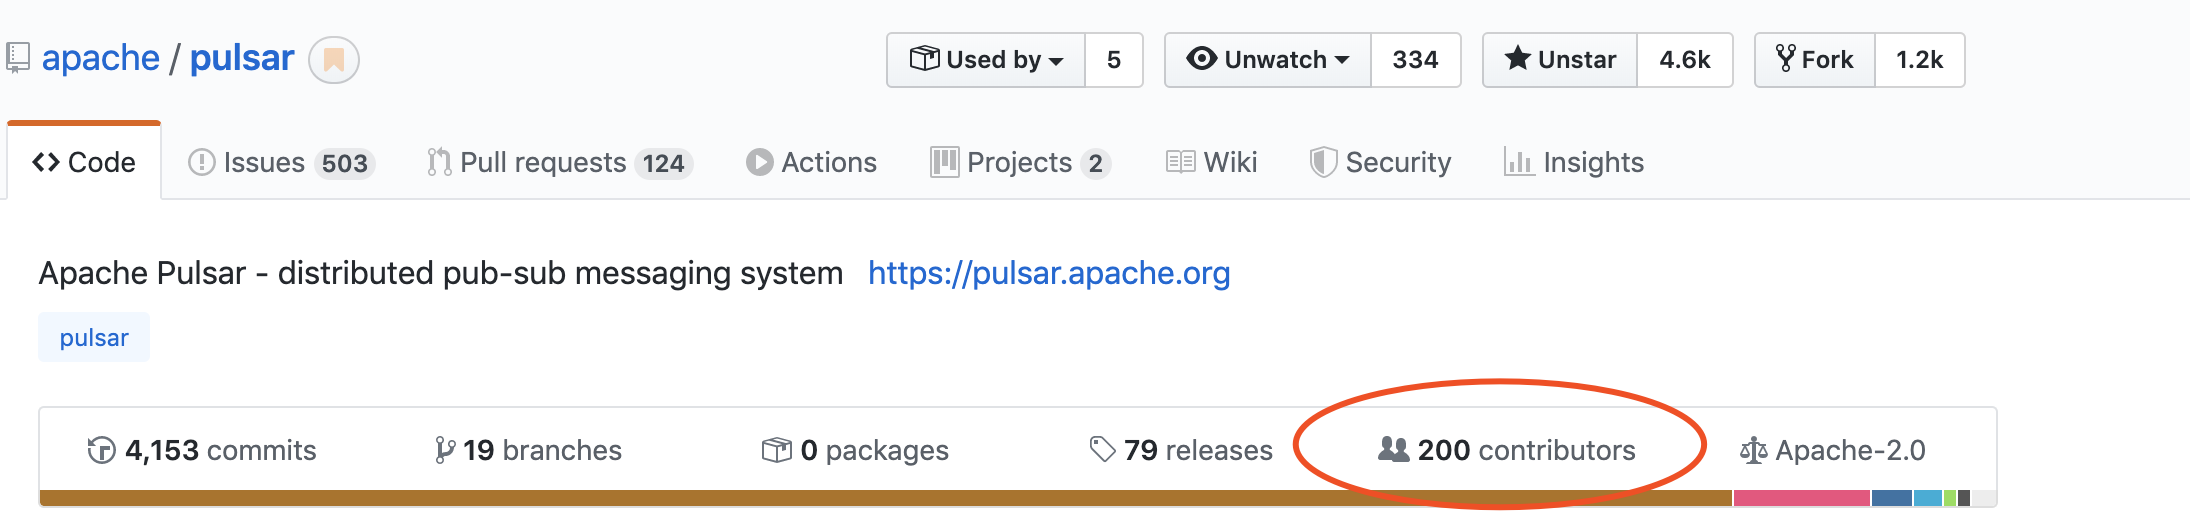 apache / pulsar Used by 5 Unwatch 334 Unstar 4.6k Fork 1.2k
Code Issues 503 Pull requests 124 Actions Projects 2 Wiki Security Insights
Apache Pulsar - distributed pub-sub messaging system https://pulsar.apache.org
pulsar
4,153 commits 19 branches 0 packages 79 releases 200 contributors Apache-2.0